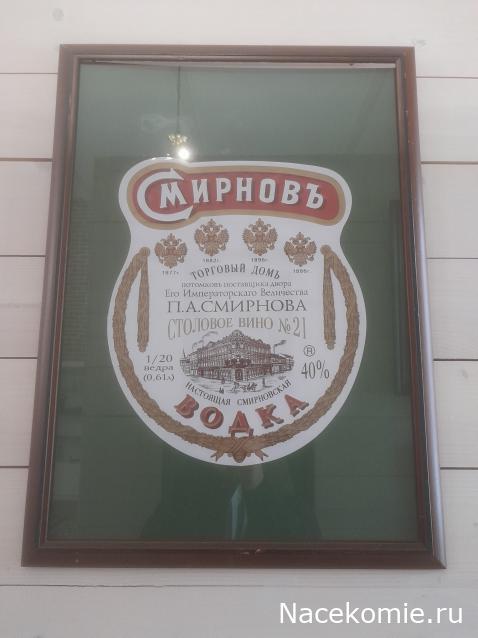 СМИРНОВЪ
1877г. 1882г. 1896г. 1886г.
ТОРГОВЫЙ ДОМЪ
потомковъ поставщика двора
Его Императорскаго Величества
П.А.СМИРНОВА
СТОЛОВОЕ ВИНО №21
1/20
ведра
(0,61л)
®
40%
НАСТОЯЩАЯ СМИРНОВСКАЯ
ВОДКА
Nacekomie.ru